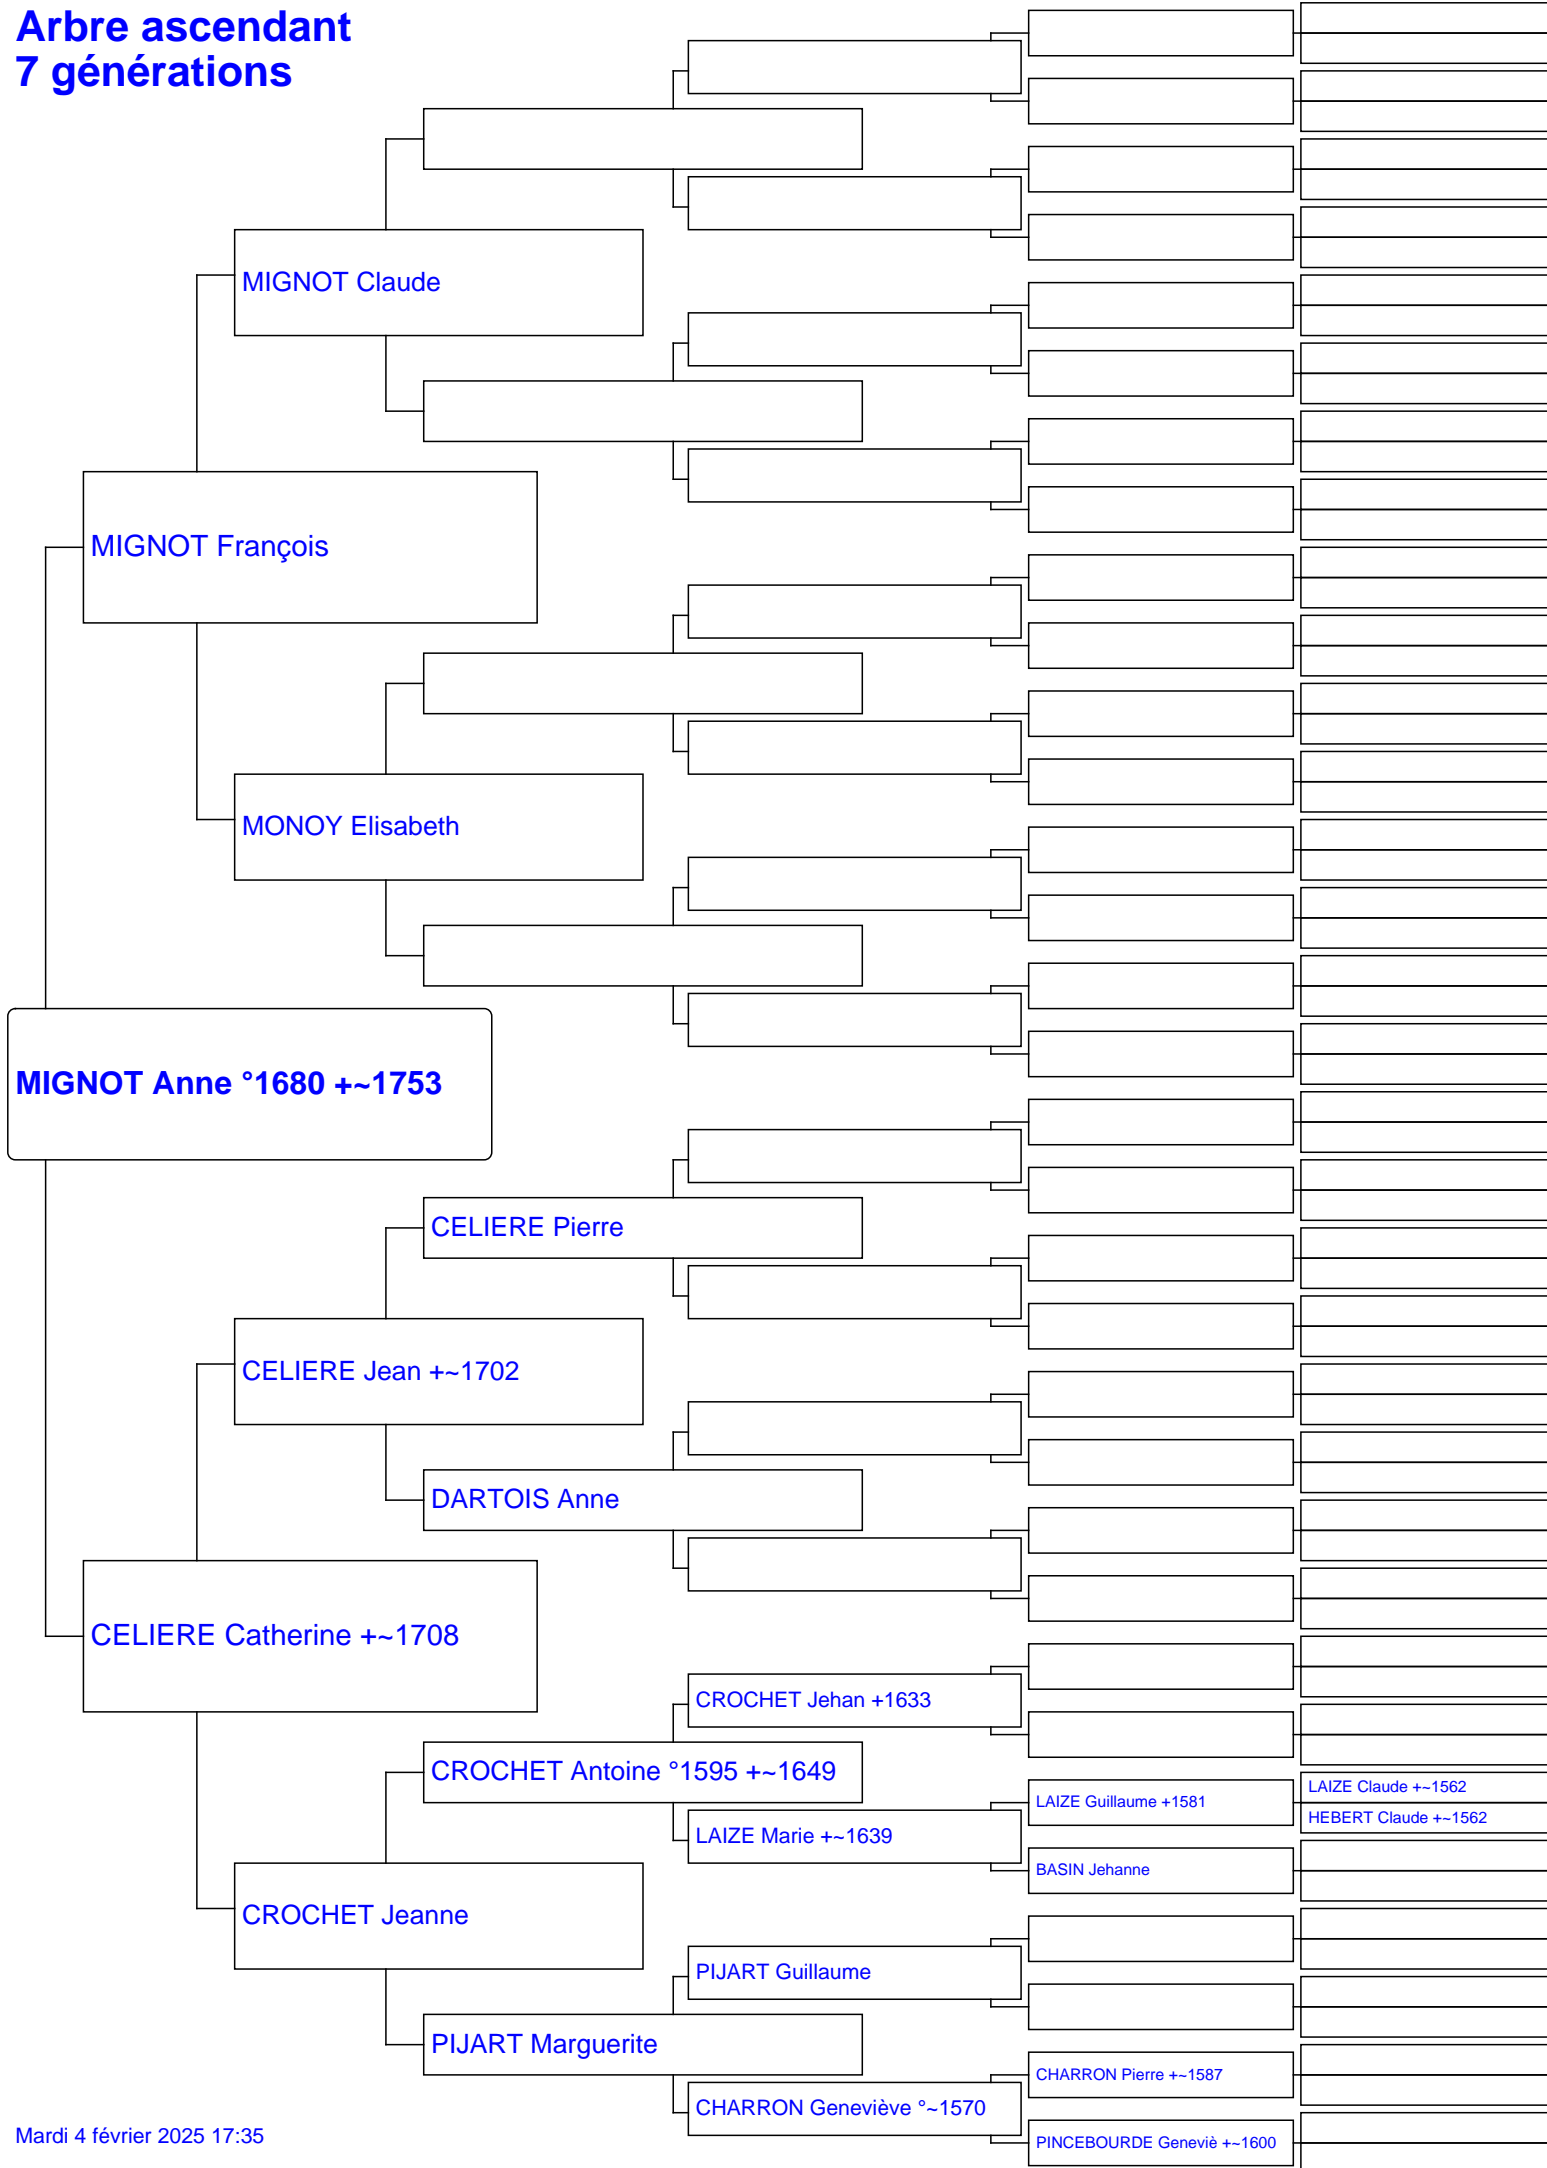 Arbre ascendant
7 générations
MIGNOT Claude
MIGNOT François
MONOY Elisabeth
MIGNOT Anne °1680 +~1753
CELIERE Pierre
CELIERE Jean +~1702
DARTOIS Anne
CELIERE Catherine +~1708
CROCHET Jehan +1633
CROCHET Antoine °1595 +~1649
LAIZE Claude +~1562
LAIZE Guillaume +1581
HEBERT Claude +~1562
LAIZE Marie +~1639
BASIN Jehanne
CROCHET Jeanne
PIJART Guillaume
PIJART Marguerite
CHARRON Pierre +~1587
CHARRON Geneviève °~1570
PINCEBOURDE Geneviè +~1600
Mardi 4 février 2025 17:35